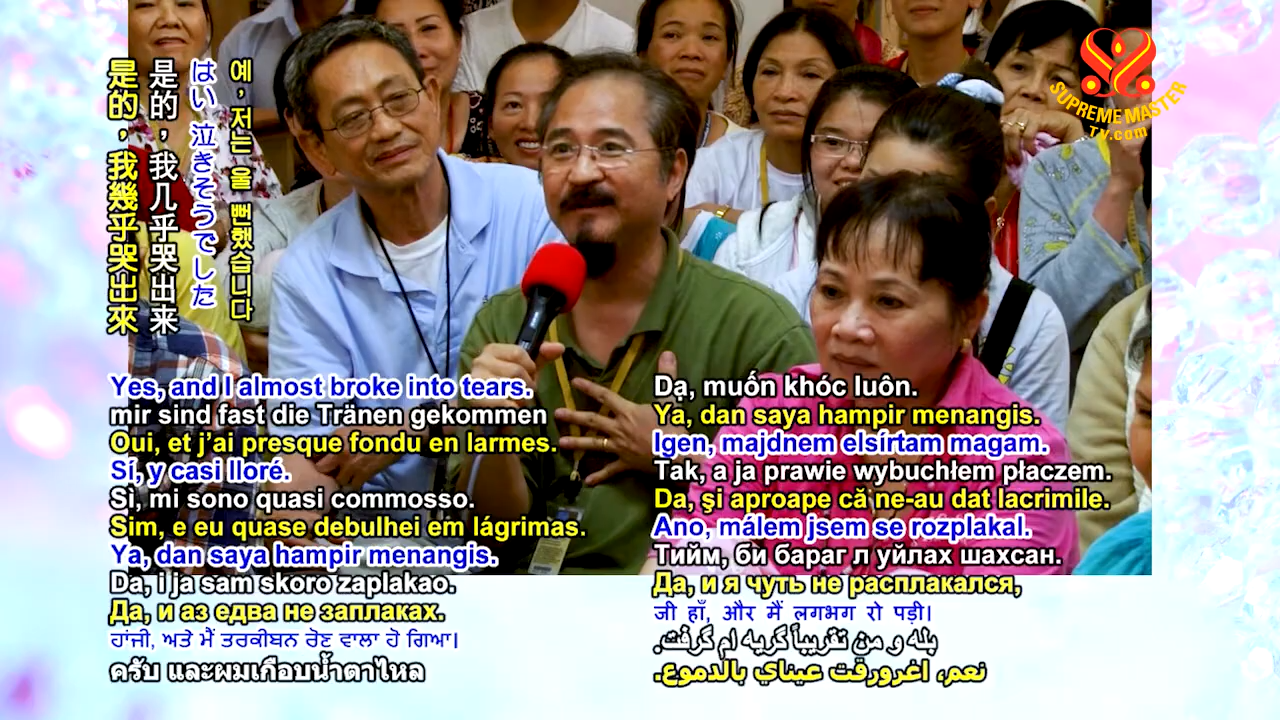 SUPREME MASTER
TV.com
예, 저는 울 뻔했습니다
はい 泣きそうでした
是的，我几乎哭出来
是的，我幾乎哭出來
Yes, and I almost broke into tears.
mir sind fast die Tränen gekommen
Oui, et j'ai presque fondu en larmes.
Sí, y casi lloré.
Sì, mi sono quasi commosso.
Sim, e eu quase debulhei em lágrimas.
Ya, dan saya hampir menangis.
Da, i ja sam skoro zaplakao.
Да, и аз едва не заплаках.
ਹਾਂਜੀ, ਅਤੇ ਮੈਂ ਤਰਕੀਬਨ ਰੋਣ ਵਾਲਾ ਹੋ ਗਿਆ।
ครับ และผมเกือบน้ำตาไหล
Dạ, muốn khóc luôn.
Ya, dan saya hampir menangis.
Igen, majdnem elsírtam magam.
Tak, a ja prawie wybuchłem płaczem.
Da, şi aproape că ne-au dat lacrimile.
Ano, málem jsem se rozplakal.
Тийм, би бараг л уйлах шахсан.
Да, и я чуть не расплакался,
जी हाँ, और मैं लगभग रो पड़ी।
بله و من تقریباً گریه ام گرفت.
نعم، اغرورقت عيناي بالدموع.